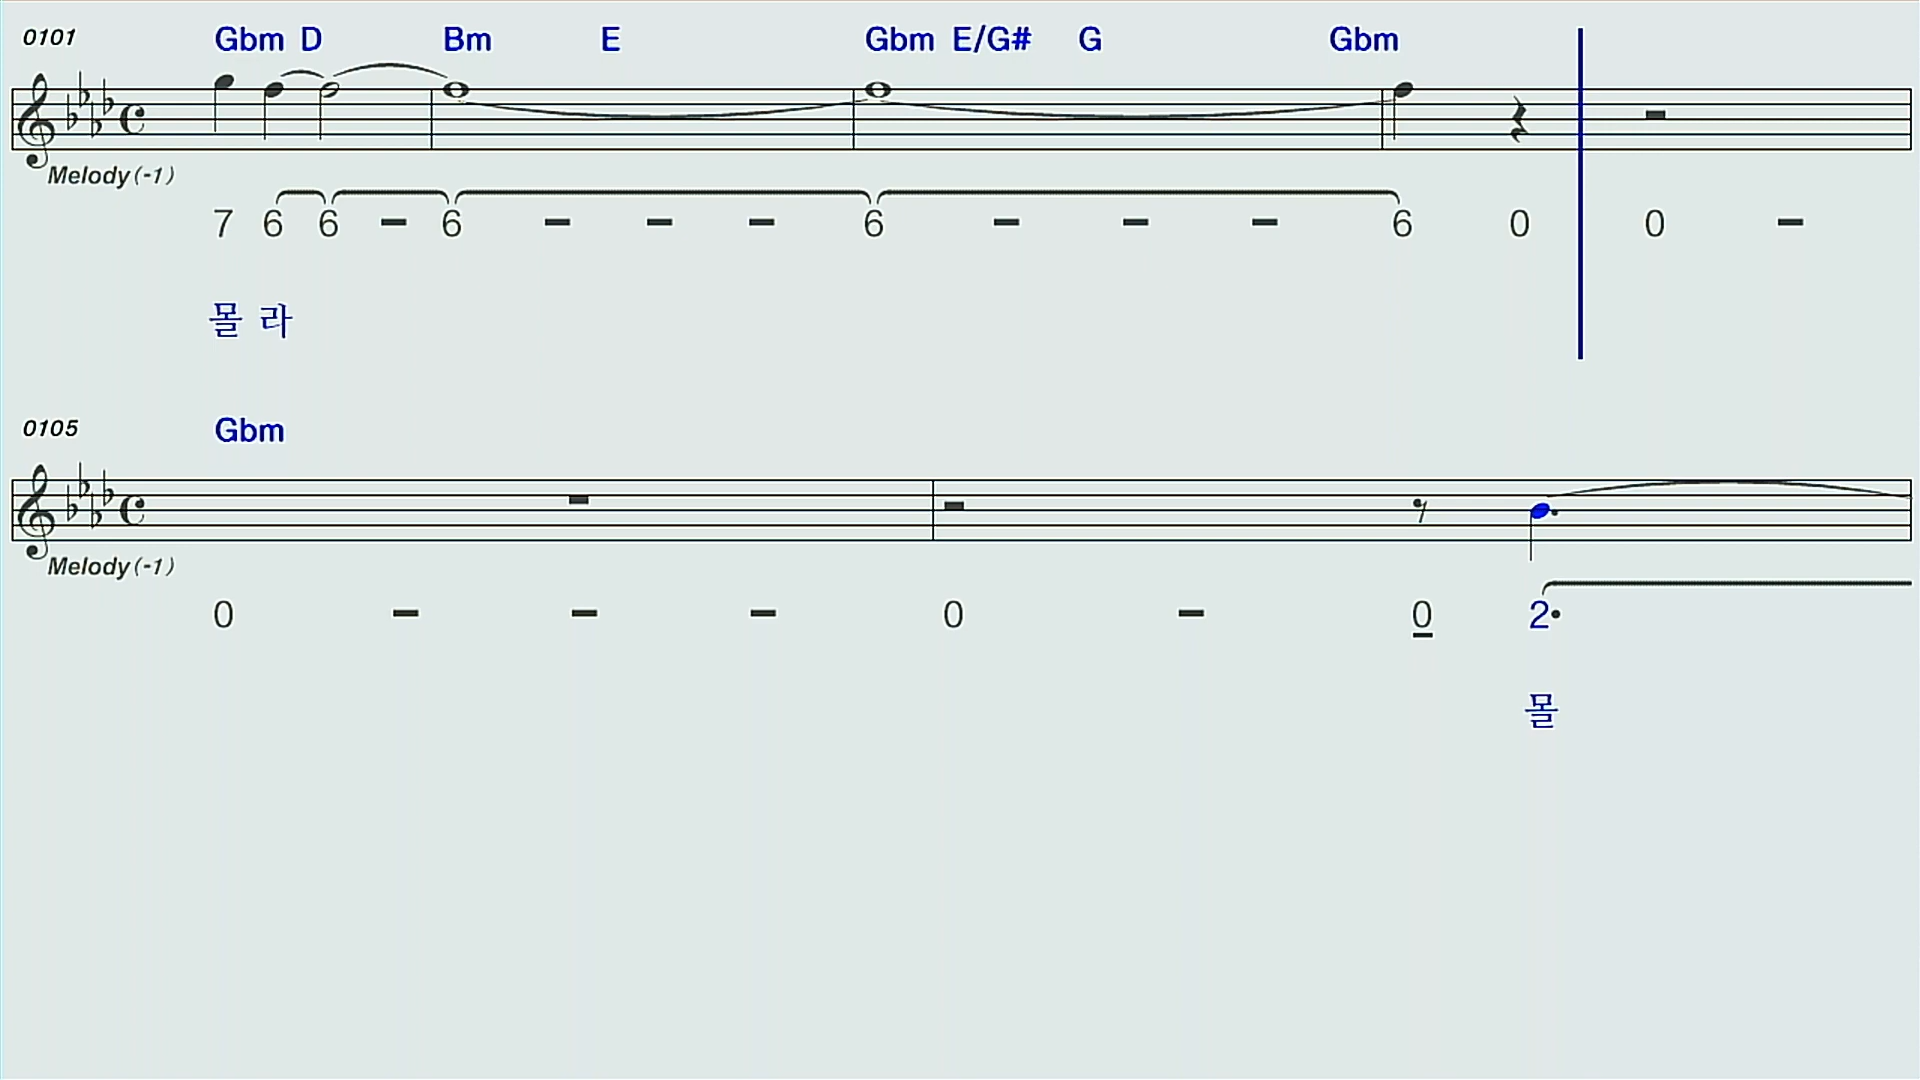 0101 Gbm D Bm E Gbm E/G# G Gbm
Melody(-1)
7 6 6 - 6 - - - 6 - - - 6 0 0 -
몰 라
0105 Gbm
Melody(-1)
0 - - - 0 - 0 2.
몰